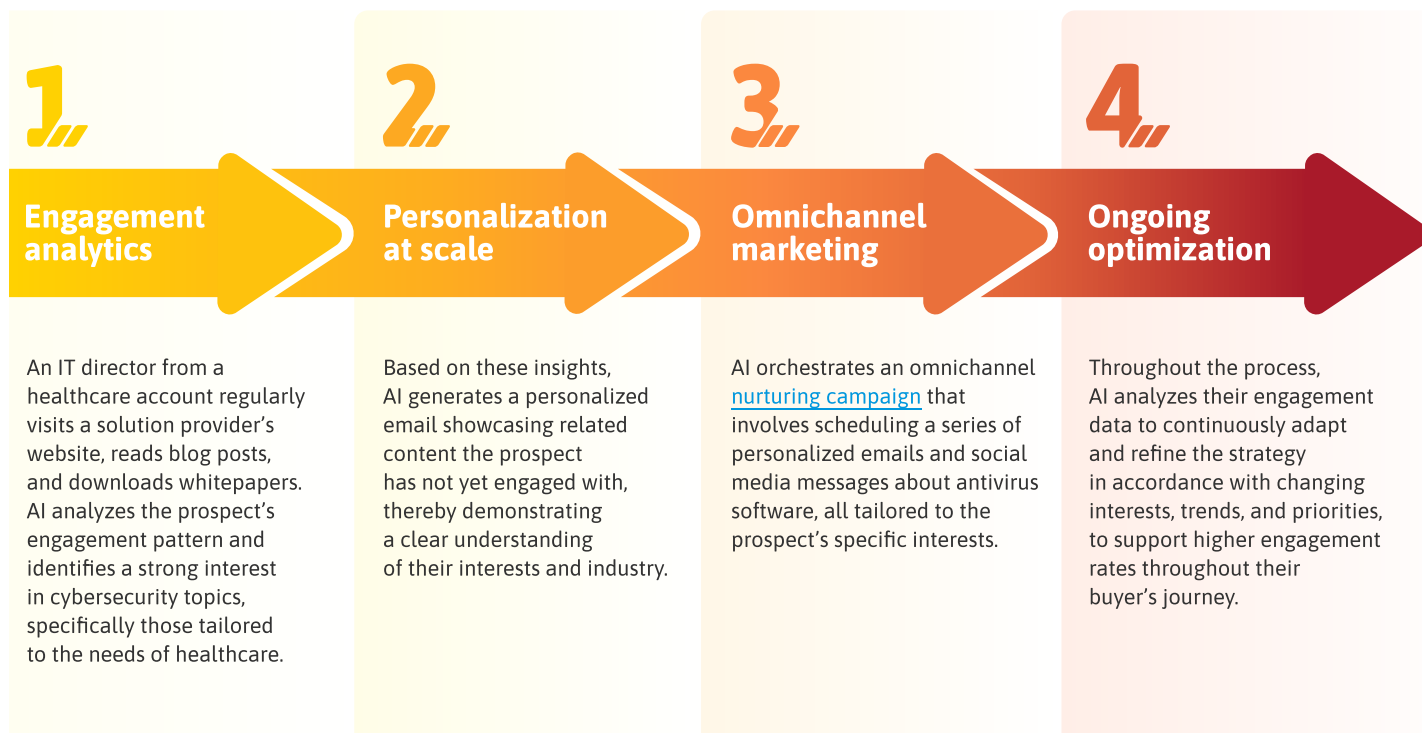 1
Engagement
analytics
An IT director from a
healthcare account regularly
visits a solution provider's
website, reads blog posts,
and downloads whitepapers.
AI analyzes the prospect's
engagement pattern and
identifies a strong interest
in cybersecurity topics,
specifically those tailored
to the needs of healthcare.
2
Personalization
at scale
Based on these insights,
AI generates a personalized
email showcasing related
content the prospect
has not yet engaged with,
thereby demonstrating
a clear understanding
of their interests and industry.
3
Omnichannel
marketing
AI orchestrates an omnichannel
nurturing campaign that
involves scheduling a series of
personalized emails and social
media messages about antivirus
software, all tailored to the
prospect's specific interests.
4
Ongoing
optimization
Throughout the process,
AI analyzes their engagement
data to continuously adapt
and refine the strategy
in accordance with changing
interests, trends, and priorities,
to support higher engagement
rates throughout their
buyer's journey.